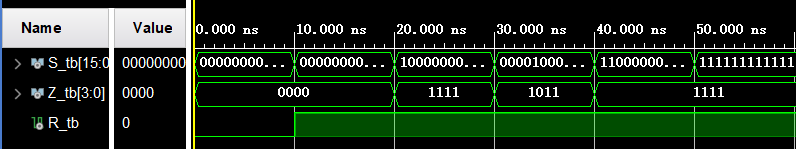 Name Value 0.000 ns 10.000 ns 20.000 ns 30.000 ns 40.000 ns 50.000 ns
S_tb[15:0 00000000 00000000... 00000000... 10000000... 00001000... 11000000... 1111111111111
Z_tb[3:0] 0000 0000 1111 1011 1111
R_tb 0